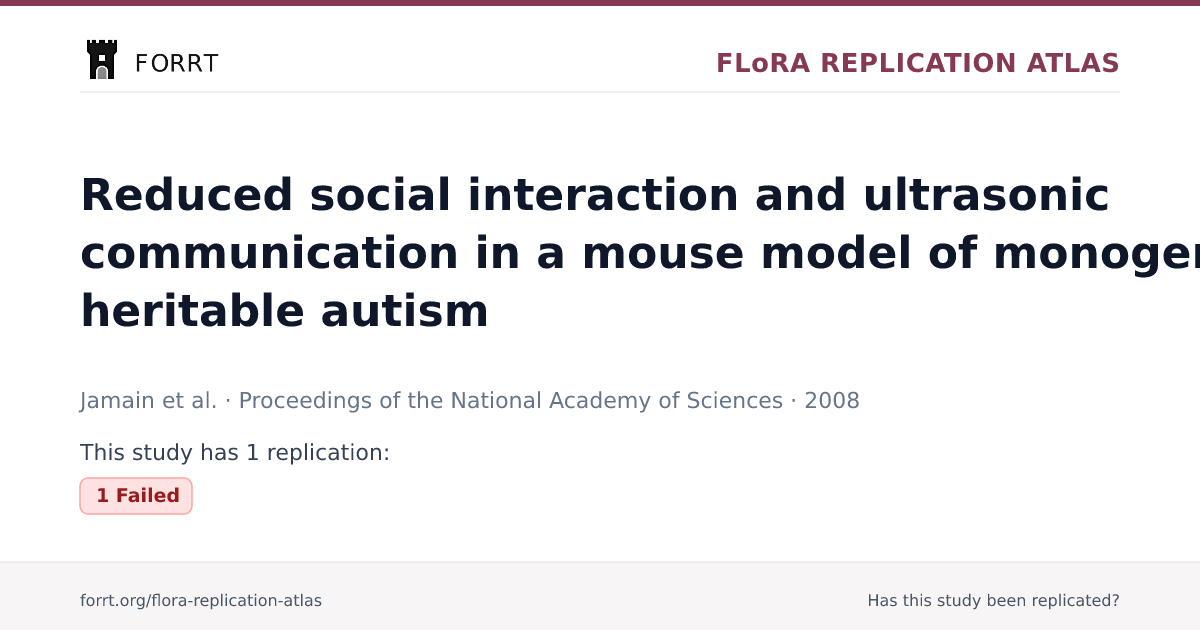 FORRT
FLoRA REPLICATION ATLAS
Reduced social interaction and ultrasonic
communication in a mouse model of monoge
heritable autism
Jamain et al. · Proceedings of the National Academy of Sciences · 2008
This study has 1 replication:
1 Failed
forrt.org/flora-replication-atlas
Has this study been replicated?